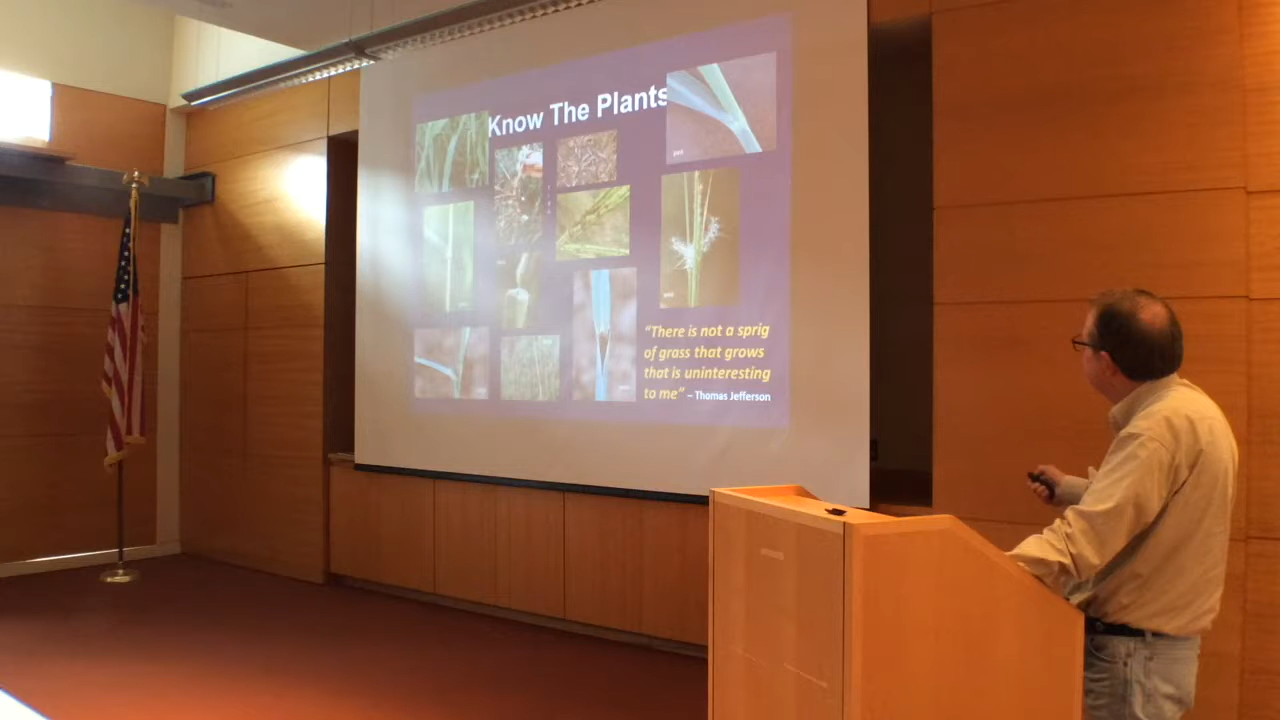 Know The Plants
“There is not a sprig
of grass that grows
that is uninteresting
to me” – Thomas Jefferson